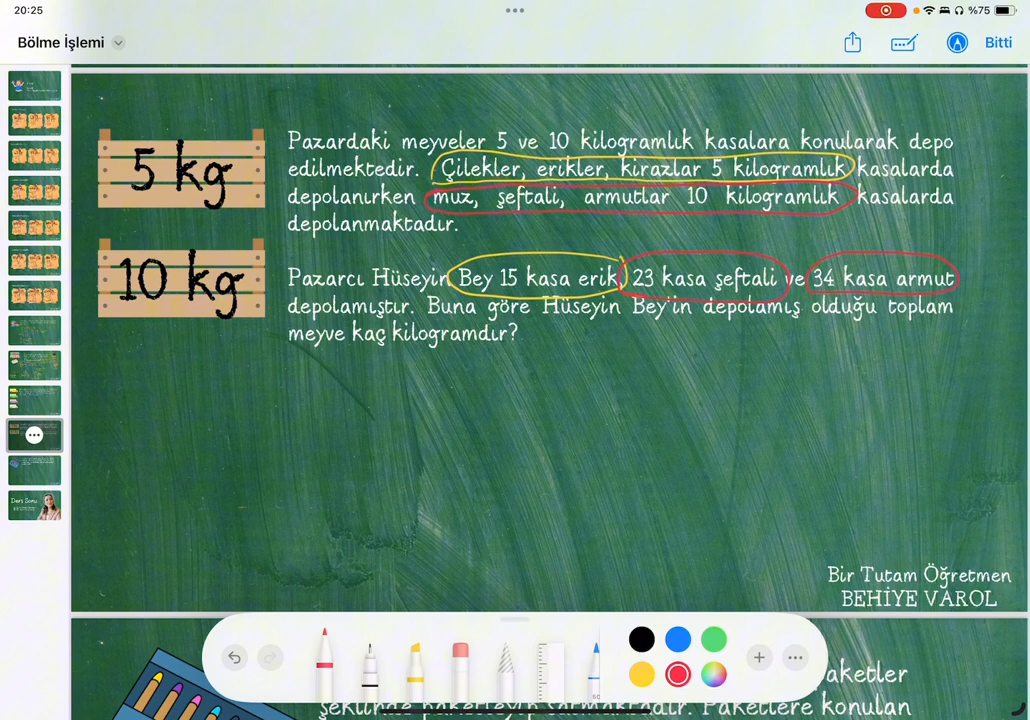 20:25
%75
Bölme İşlemi
Bitti
5 kg
10 kg
Pazardaki meyveler 5 ve 10 kilogramlık kasalara konularak depo
edilmektedir. Çilekler, erikler, kirazlar 5 kilogramlık kasalarda
depolanırken muz, şeftali, armutlar 10 kilogramlık kasalarda
depolanmaktadır.
Pazarcı Hüseyin Bey 15 kasa erik, 23 kasa şeftali ve 34 kasa armut
depolamıştır. Buna göre Hüseyin Bey'in depolamış olduğu toplam
meyve kaç kilogramdır?
Bir Tutam Öğretmen
BEHİYE VAROL
Ders Sonu
paketler
şeklinde paketleyip satmaktadır. Paketlere konulan